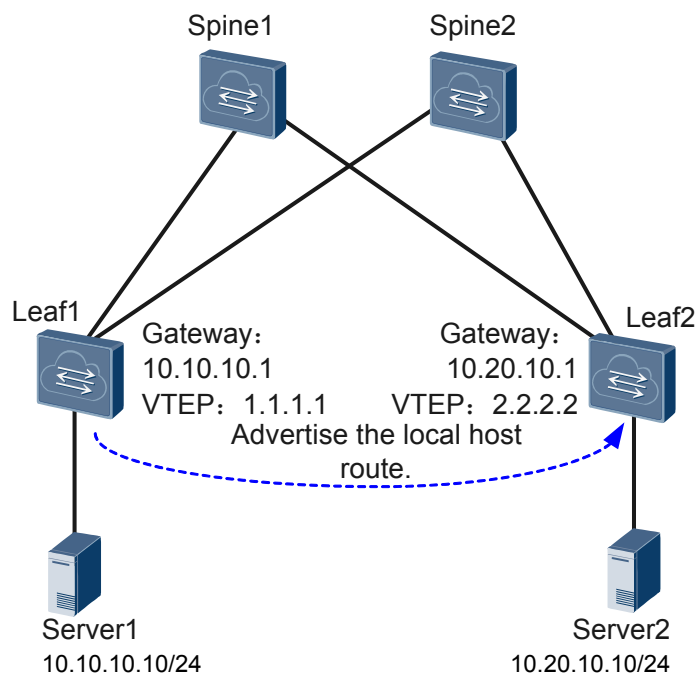 Spine1
Spine2
Leaf1
Leaf2
Gateway：
10.10.10.1
VTEP：1.1.1.1
Gateway：
10.20.10.1
VTEP：2.2.2.2
Advertise the local host
route.
Server1
10.10.10.10/24
Server2
10.20.10.10/24